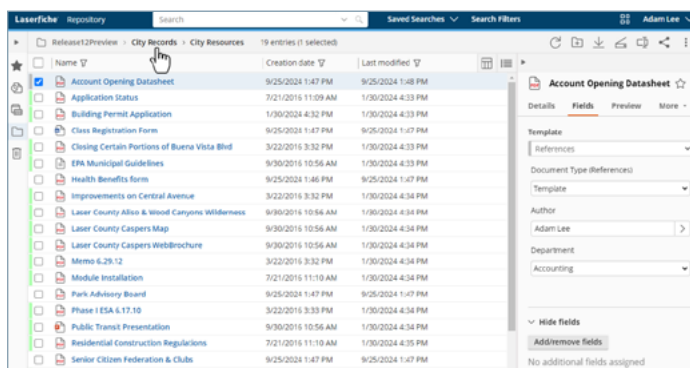 Laserfiche Repository Search Saved Searches Search Filters Adam Lee
Release12Preview › City Records › City Resources 19 entries (1 selected)
Name Creation date Last modified
Account Opening Datasheet 9/25/2024 1:47 PM 9/25/2024 1:48 PM
Application Status 7/21/2016 11:09 AM 1/30/2024 4:33 PM
Building Permit Application 1/30/2024 4:32 PM 1/30/2024 4:33 PM
Class Registration Form 9/25/2024 1:47 PM 9/25/2024 1:47 PM
Closing Certain Portions of Buena Vista Blvd 3/22/2016 3:32 PM 1/30/2024 4:33 PM
EPA Municipal Guidelines 9/30/2016 10:56 AM 1/30/2024 4:33 PM
Health Benefits form 9/25/2024 1:46 PM 9/25/2024 1:47 PM
Improvements on Central Avenue 3/22/2016 3:32 PM 1/30/2024 4:34 PM
Laser County Aliso & Wood Canyons Wilderness 9/30/2016 10:56 AM 1/30/2024 4:34 PM
Laser County Caspers Map 9/30/2016 10:56 AM 1/30/2024 4:34 PM
Laser County Caspers WebBrochure 9/30/2016 10:56 AM 1/30/2024 4:34 PM
Memo 6.29.12 3/22/2016 3:32 PM 1/30/2024 4:34 PM
Module Installation 7/21/2016 11:10 AM 1/30/2024 4:34 PM
Park Advisory Board 9/25/2024 1:47 PM 9/25/2024 1:47 PM
Phase I ESA 6.17.10 3/22/2016 3:33 PM 1/30/2024 4:34 PM
Public Transit Presentation 9/30/2016 10:56 AM 1/30/2024 4:34 PM
Residential Construction Regulations 7/21/2016 11:10 AM 1/30/2024 4:35 PM
Senior Citizen Federation & Clubs 9/25/2024 1:47 PM 9/25/2024 1:47 PM
Account Opening Datasheet
Details Fields Preview More
Template
References
Document Type (References)
Template
Author
Adam Lee
Department
Accounting
Hide fields
Add/remove fields
No additional fields assigned